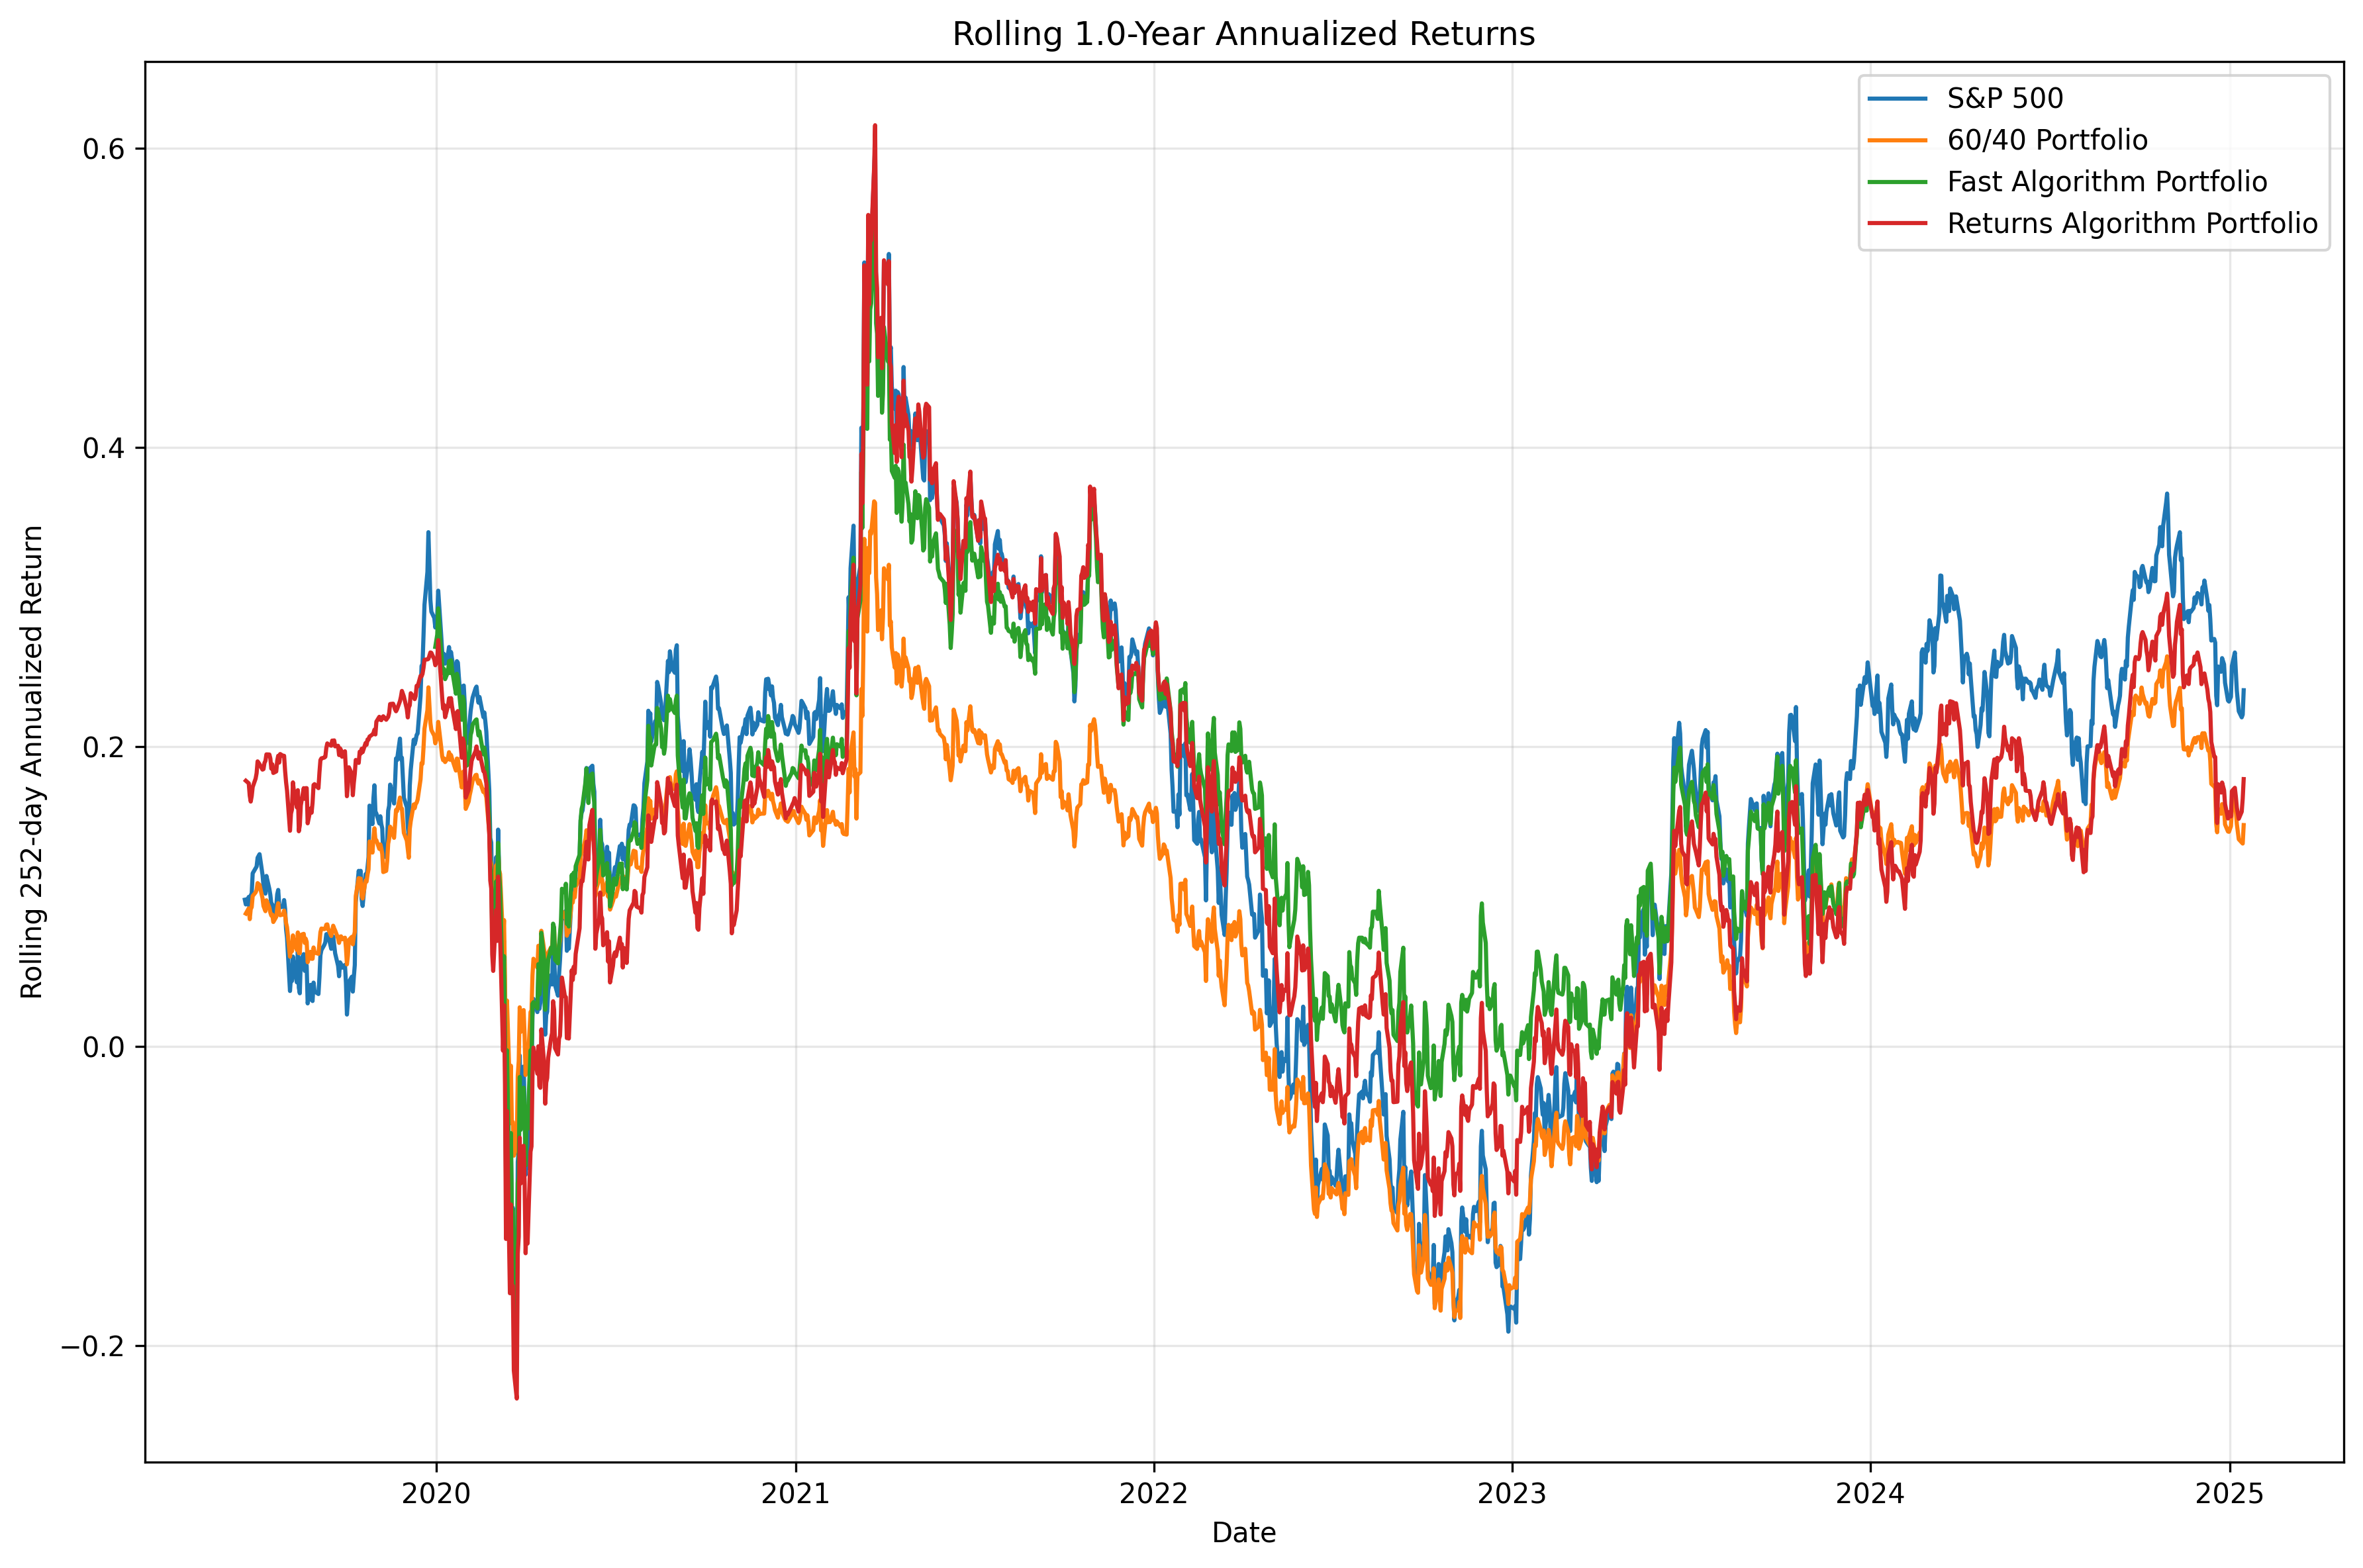 Rolling 1.0-Year Annualized Returns
S&P 500
60/40 Portfolio
Fast Algorithm Portfolio
Returns Algorithm Portfolio
Rolling 252-day Annualized Return
0.6
0.4
0.2
0.0
−0.2
2020
2021
2022
2023
2024
2025
Date